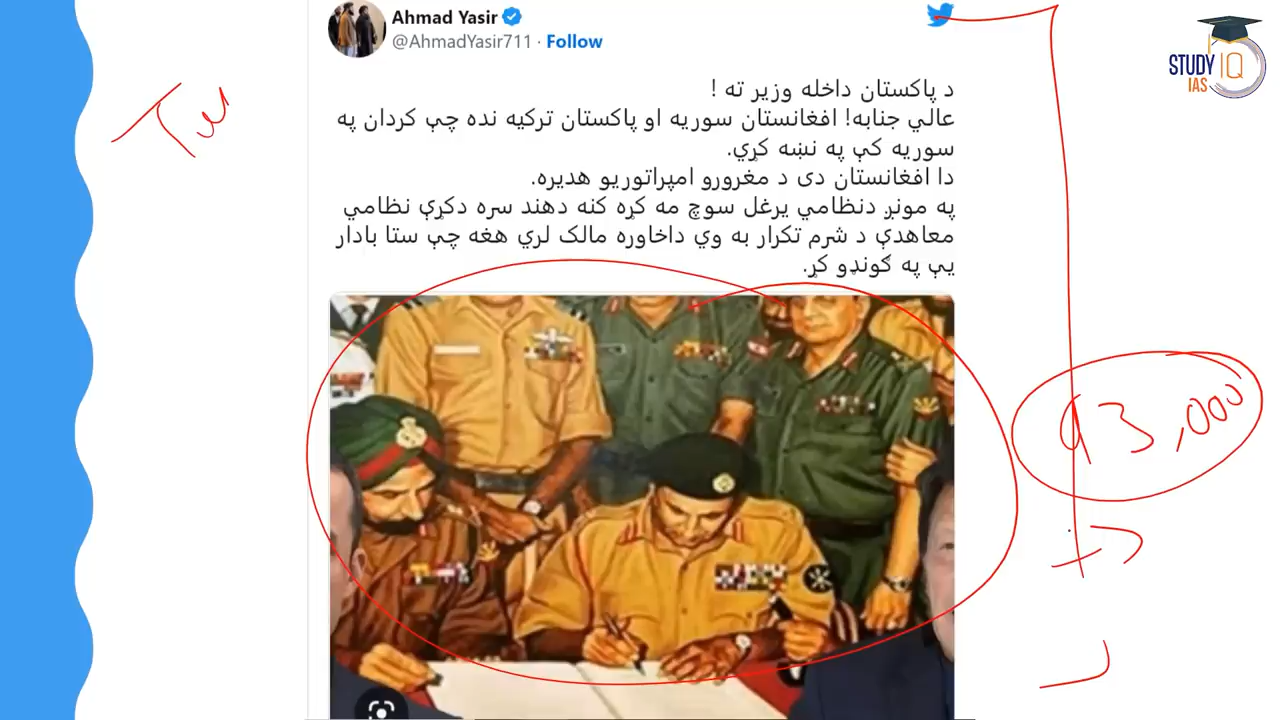 Ahmad Yasir
@AhmadYasir711 · Follow
STUDY IQ
IAS
د پاکستان داخله وزیر ته !
عالي جنابه! افغانستان سوریه او پاکستان ترکیه نده چې کردان په
سوریه کې په نښه کړي.
دا افغانستان دی د مغرورو امپراتوریو هدیره.
په مونږ دنظامي یرغل سوچ مه کړه کنه دهند سره دکړې نظامي
معاهدې د شرم تکرار به وي داخاوره مالک لري هغه چې ستا بادار
یې په ګونډو کړ.
93,000